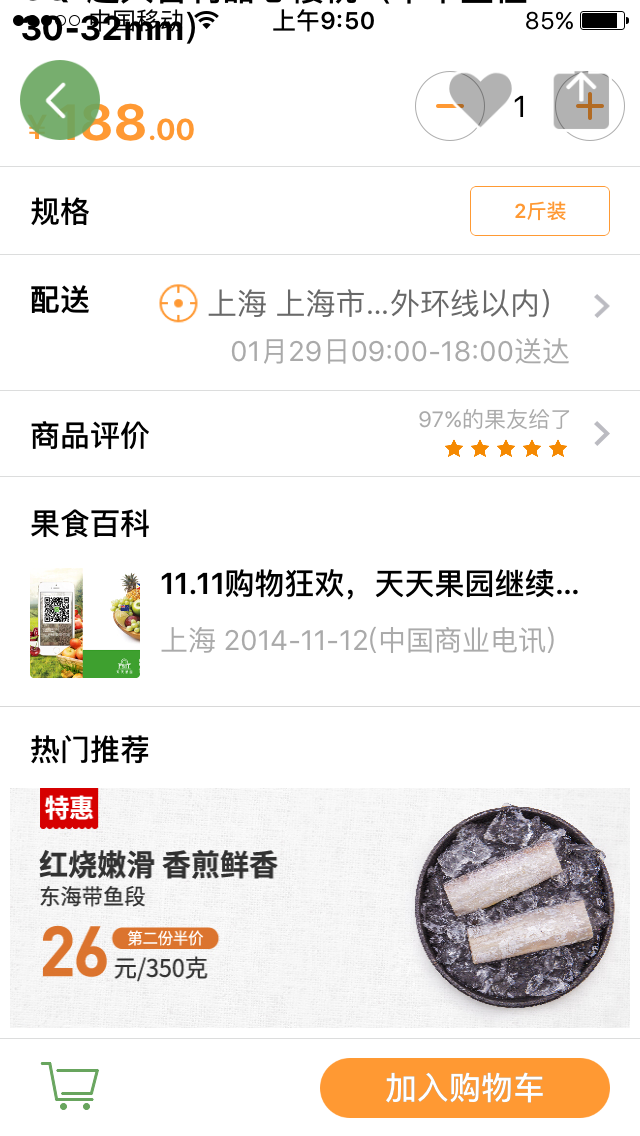 中国移动
上午9:50
85%
30-32mm)
¥188.00
1
规格
2斤装
配送
上海 上海市...外环线以内）
01月29日09:00-18:00送达
商品评价
97%的果友给了
果食百科
11.11购物狂欢，天天果园继续...
上海 2014-11-12(中国商业电讯)
热门推荐
特惠
红烧嫩滑 香煎鲜香
东海带鱼段
26
第二份半价
元/350克
加入购物车